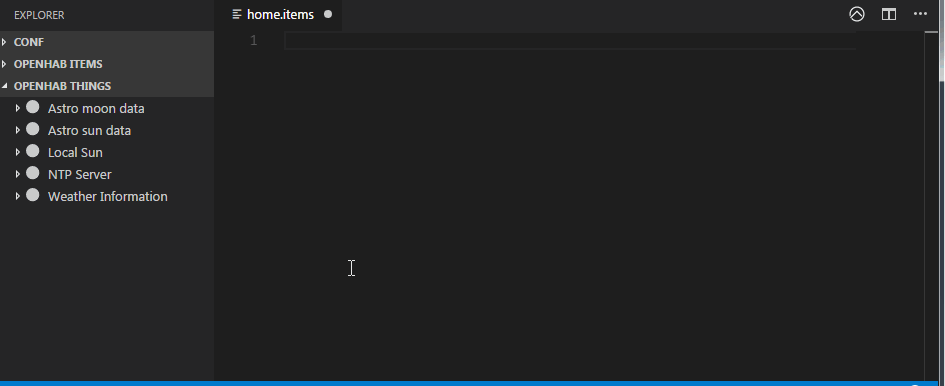 EXPLORER
home.items
CONF
OPENHAB ITEMS
OPENHAB THINGS
Astro moon data
Astro sun data
Local Sun
NTP Server
Weather Information
1